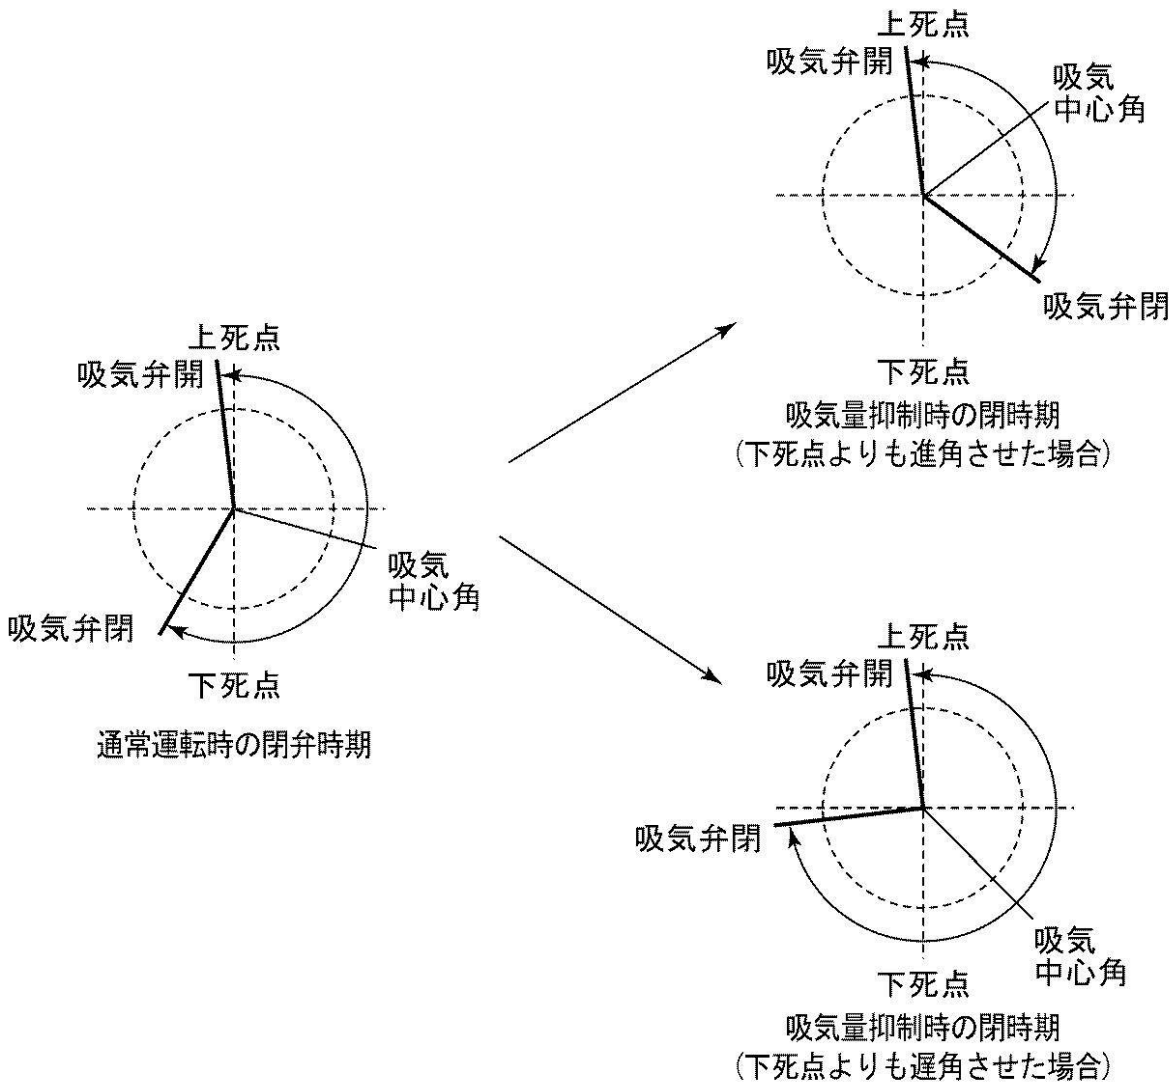 上死点
吸気弁開
吸気
中心角
吸気弁閉
下死点
通常運転時の閉弁時期
上死点
吸気弁開
吸気
中心角
吸気弁閉
下死点
吸気量抑制時の閉時期
(下死点よりも進角させた場合)
上死点
吸気弁開
吸気弁閉
吸気
中心角
下死点
吸気量抑制時の閉時期
(下死点よりも遅角させた場合)